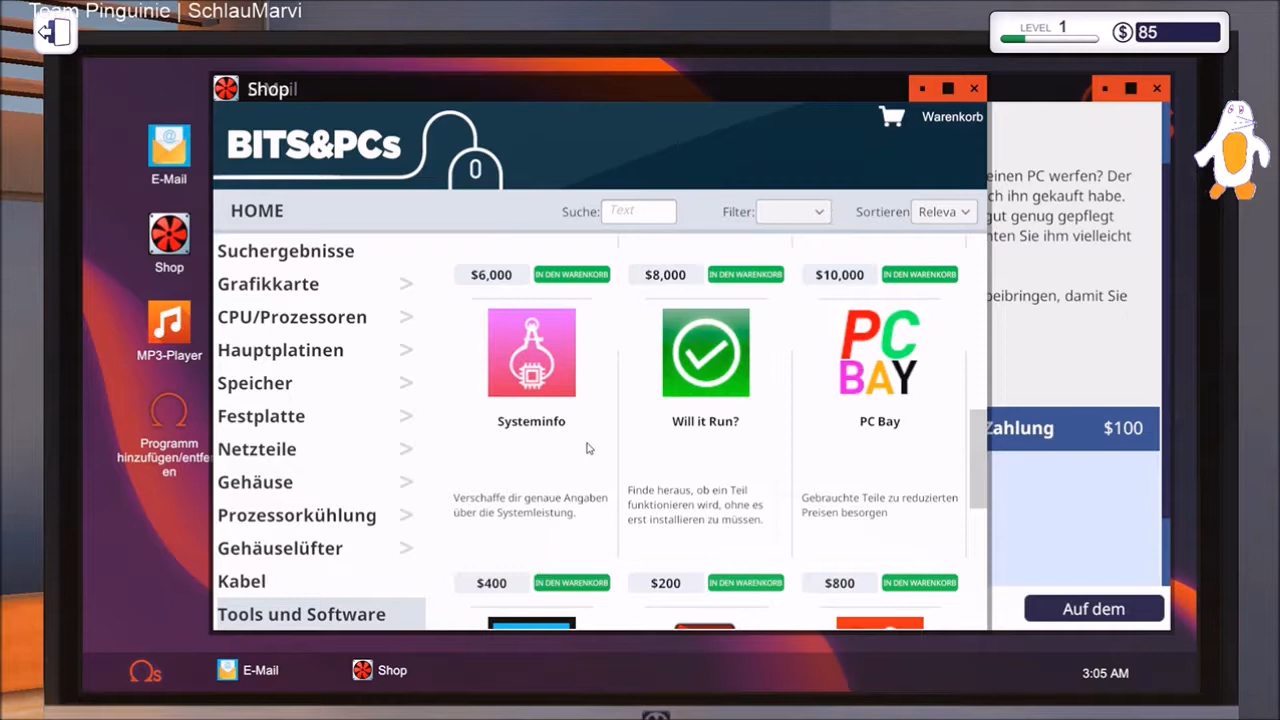 Team Pinguinie | SchlauMarvi
LEVEL 1
$ 85
Shop
E-Mail
Shop
MP3-Player
Programm
hinzufügen/entfer
en
BITS&PCs
Warenkorb
HOME
Suche: Text
Filter:
Sortieren Releva
Suchergebnisse
Grafikkarte >
CPU/Prozessoren >
Hauptplatinen >
Speicher >
Festplatte >
Netzteile >
Gehäuse >
Prozessorkühlung >
Gehäuselüfter >
Kabel
Tools und Software
$6,000 IN DEN WARENKORB
$8,000 IN DEN WARENKORB
$10,000 IN DEN WARENKORB
PC
BAY
Systeminfo
Will it Run?
PC Bay
Verschaffe dir genaue Angaben
über die Systemleistung.
Finde heraus, ob ein Teil
funktionieren wird, ohne es
erst installieren zu müssen.
Gebrauchte Teile zu reduzierten
Preisen besorgen
$400 IN DEN WARENKORB
$200 IN DEN WARENKORB
$800 IN DEN WARENKORB
einen PC werfen? Der
ch ihn gekauft habe.
gut genug gepflegt
nten Sie ihm vielleicht
beibringen, damit Sie
Zahlung $100
Auf dem
Ωs
E-Mail
Shop
3:05 AM